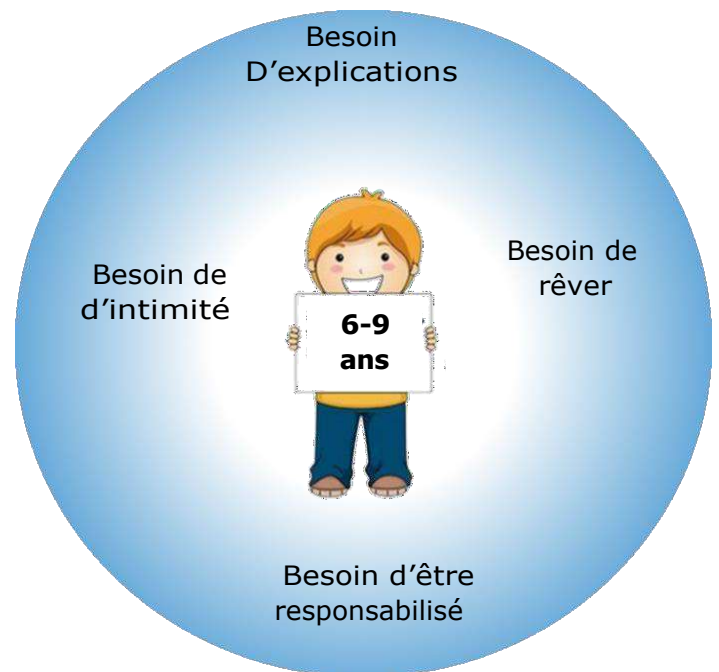 Besoin
D'explications
Besoin de
rêver
Besoin de
d'intimité
6-9
ans
Besoin d'être
responsabilisé